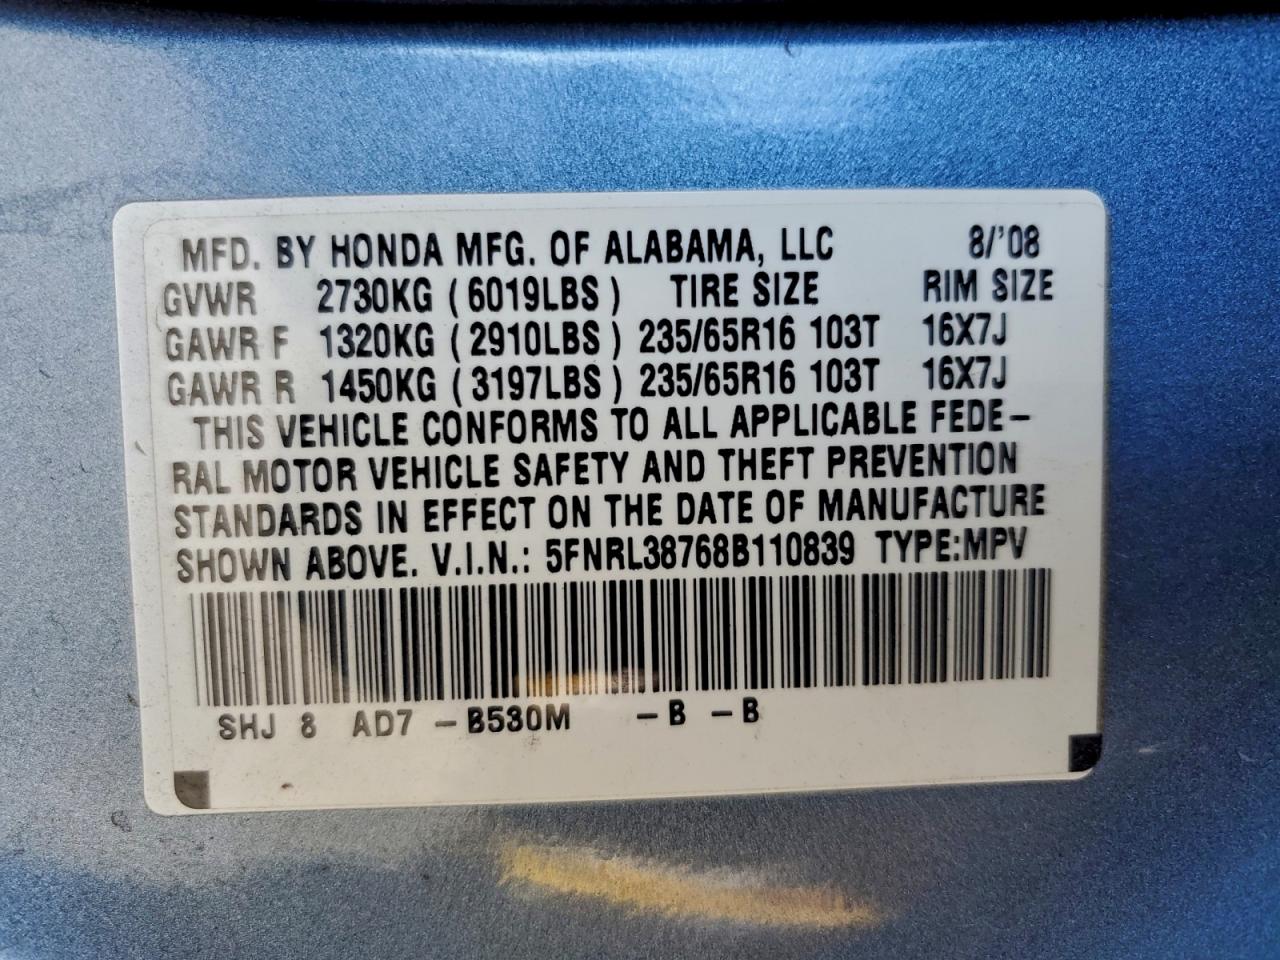 MFD. BY HONDA MFG. OF ALABAMA, LLC 8/'08
GVWR 2730KG (6019LBS) TIRE SIZE RIM SIZE
GAWR F 1320KG (2910LBS) 235/65R16 103T 16X7J
GAWR R 1450KG (3197LBS) 235/65R16 103T 16X7J
THIS VEHICLE CONFORMS TO ALL APPLICABLE FEDE-
RAL MOTOR VEHICLE SAFETY AND THEFT PREVENTION
STANDARDS IN EFFECT ON THE DATE OF MANUFACTURE
SHOWN ABOVE. V.I.N.: 5FNRL38768B110839 TYPE:MPV
SHJ 8 AD7 -B530M -B -B